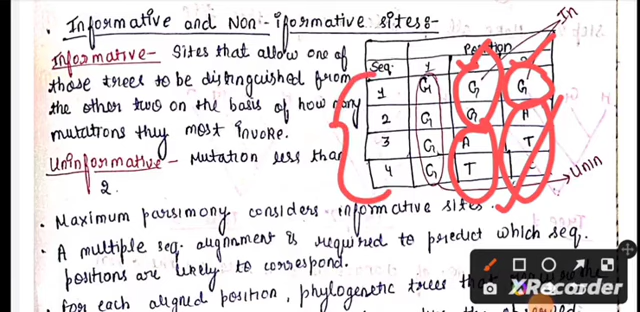 • Informative and Non-iformative sites:-
Informative- Sites that allow one of
those trees to be distinguished from
the other two on the basis of how many
mutations they most invoke.
Uninformative- Mutation less than
2.
Position
Seq. 1
1 G G G
2 G G A
3 G A T
4 G T
In
Unin
• Maximum parsimony considers informative sites.
• A multiple seq. alignment is required to predict which seq.
positions are likely to correspond.
• For each aligned position, phylogenetic trees that
XRecorder